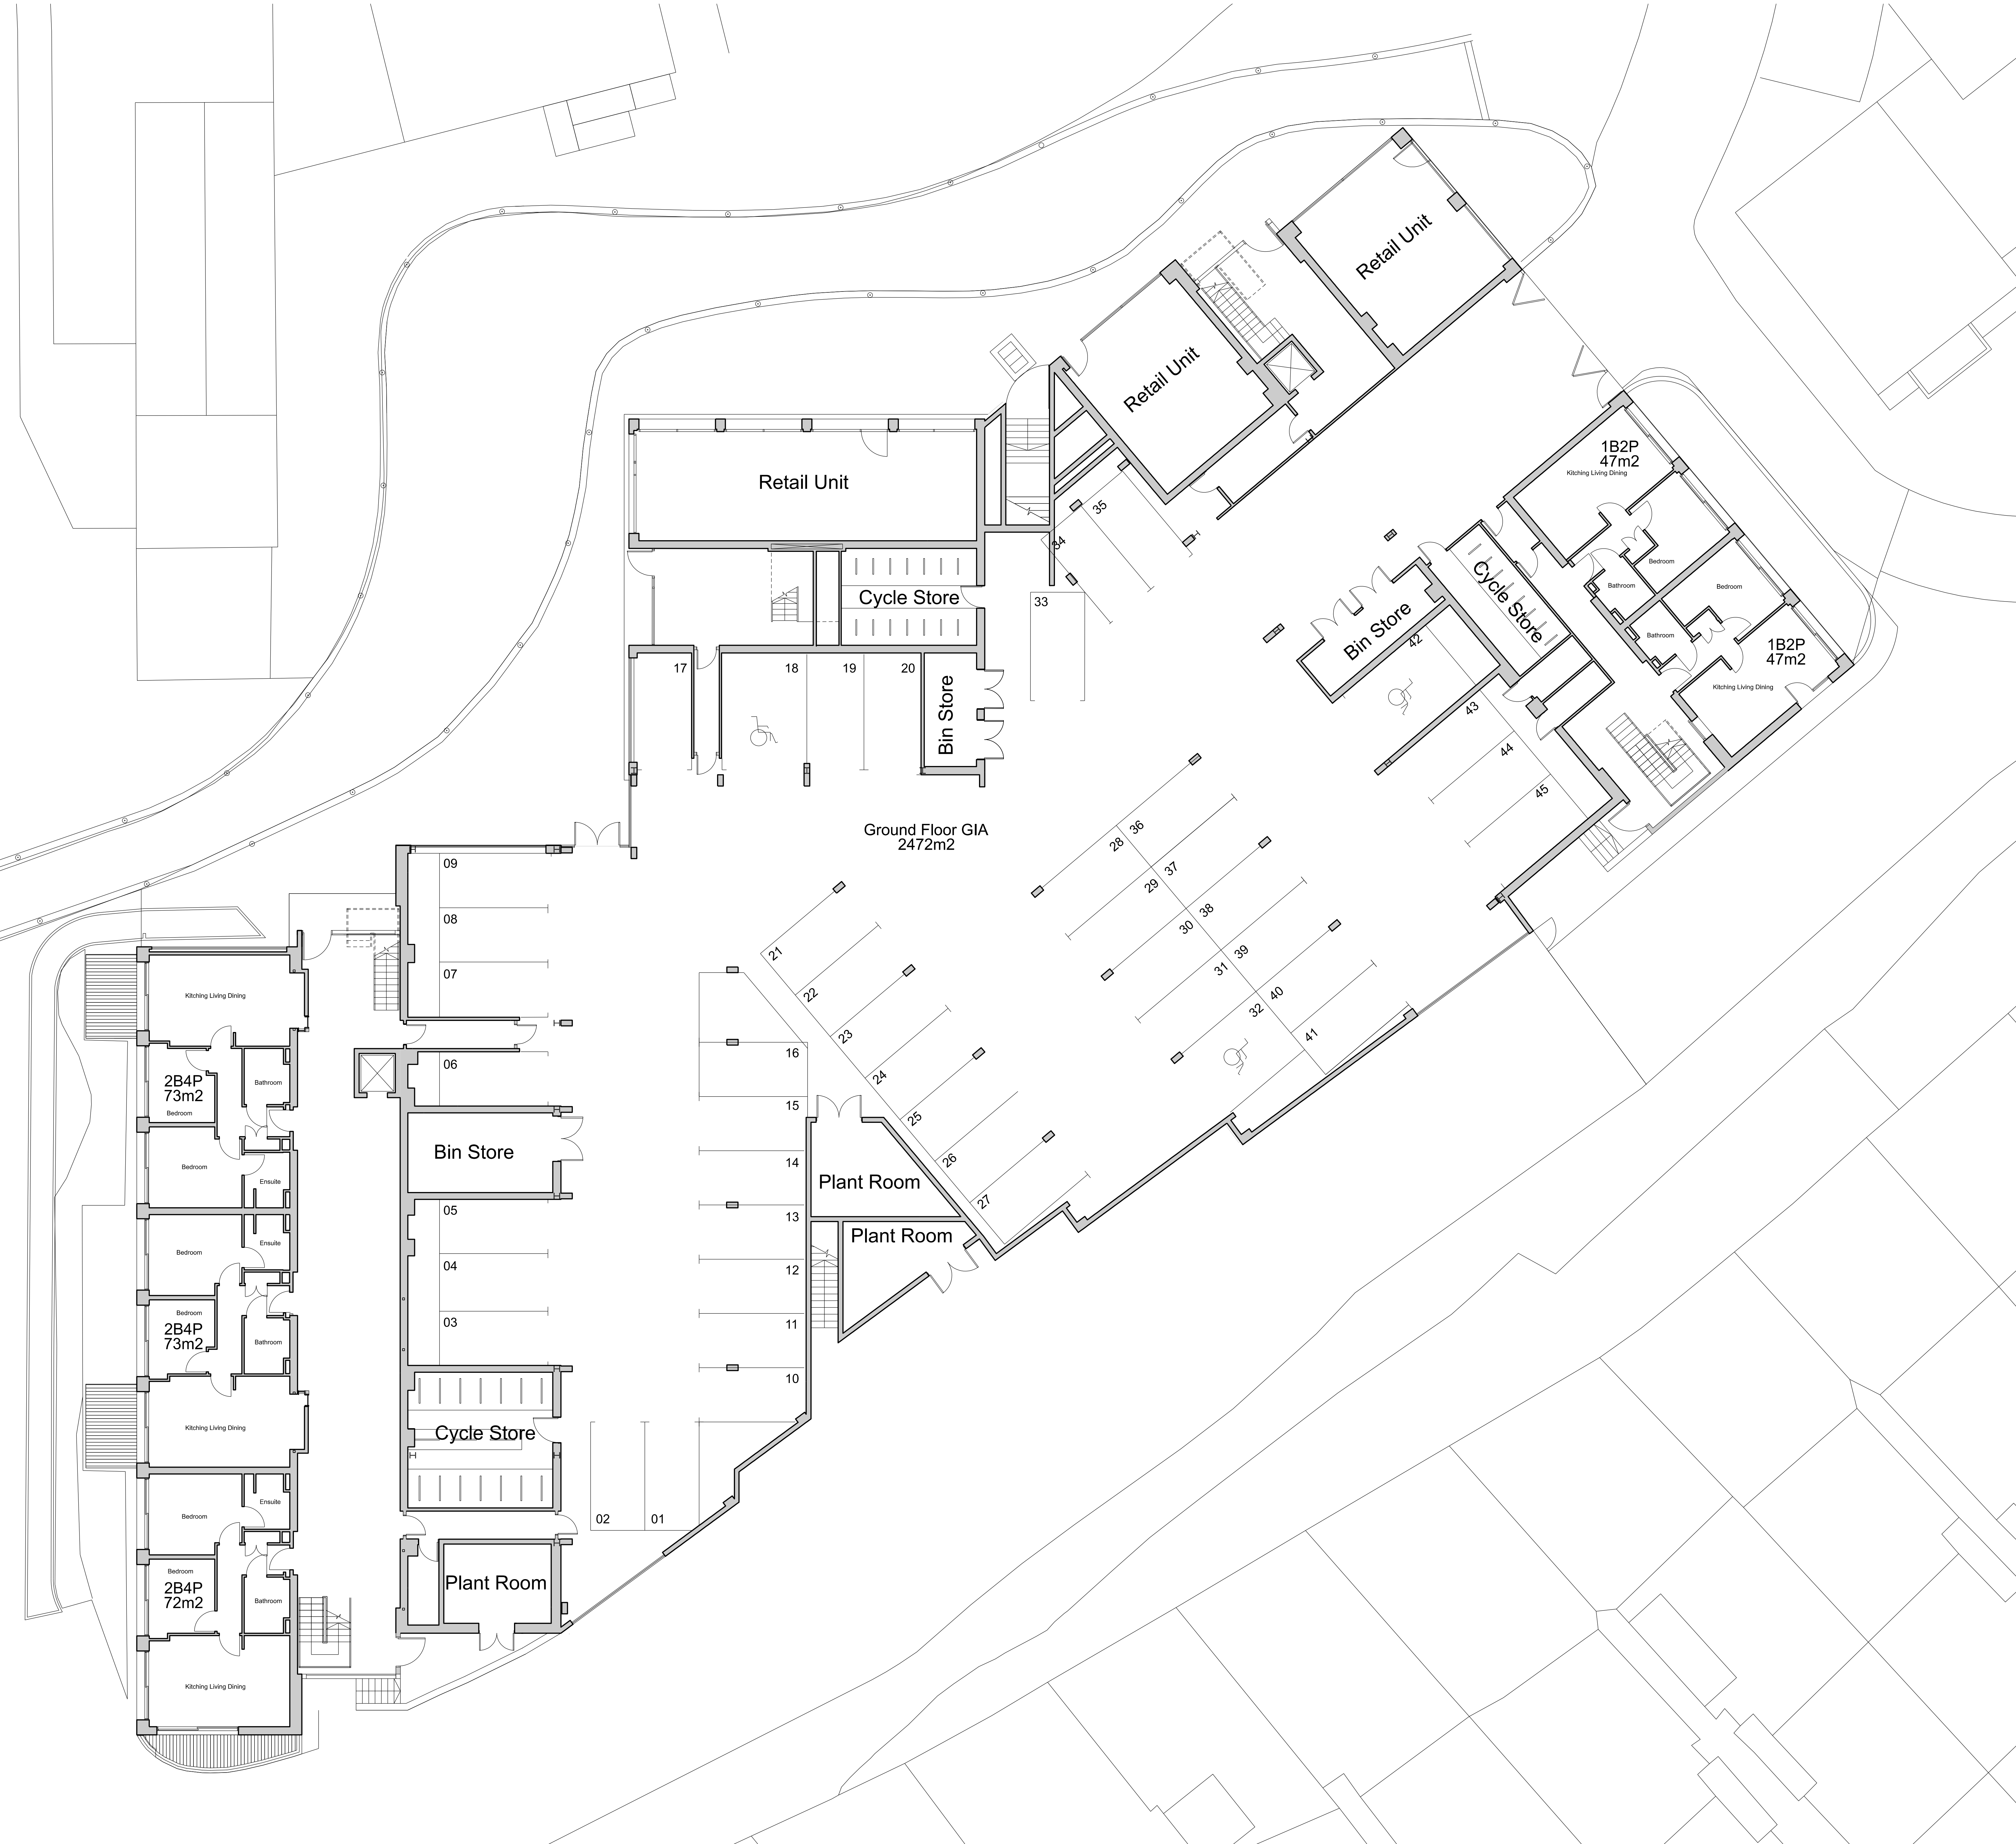 Retail Unit
Retail Unit
Retail Unit
1B2P
47m2
Kitching Living Dining
Bedroom
Bathroom
Bedroom
Bathroom
1B2P
47m2
Kitching Living Dining
Cycle Store
Bin Store
35
34
33
Cycle Store
17
18
19
20
Bin Store
42
43
44
45
Ground Floor GIA
2472m2
36
28
37
29
38
30
39
31
40
32
41
09
08
07
06
Bin Store
05
04
03
Cycle Store
02
01
Plant Room
21
22
23
24
25
26
27
16
15
14
13
12
11
10
Plant Room
Plant Room
Kitching Living Dining
2B4P
73m2
Bedroom
Bathroom
Bedroom
Ensuite
Bedroom
Ensuite
Bedroom
2B4P
73m2
Bathroom
Kitching Living Dining
Bedroom
Ensuite
Bedroom
2B4P
72m2
Bathroom
Kitching Living Dining